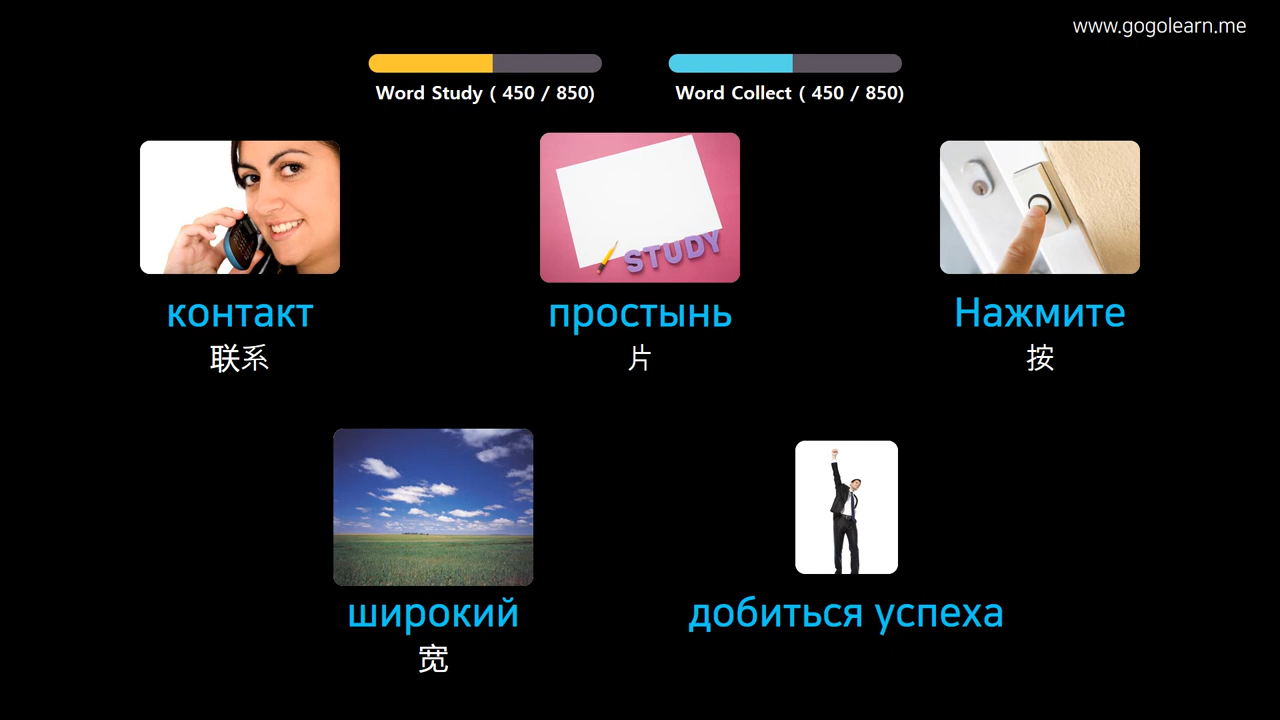 www.gogolearn.me
Word Study ( 450 / 850)
Word Collect ( 450 / 850)
STUDY
контакт
простынь
Нажмите
联系
片
按
широкий
добиться успеха
宽